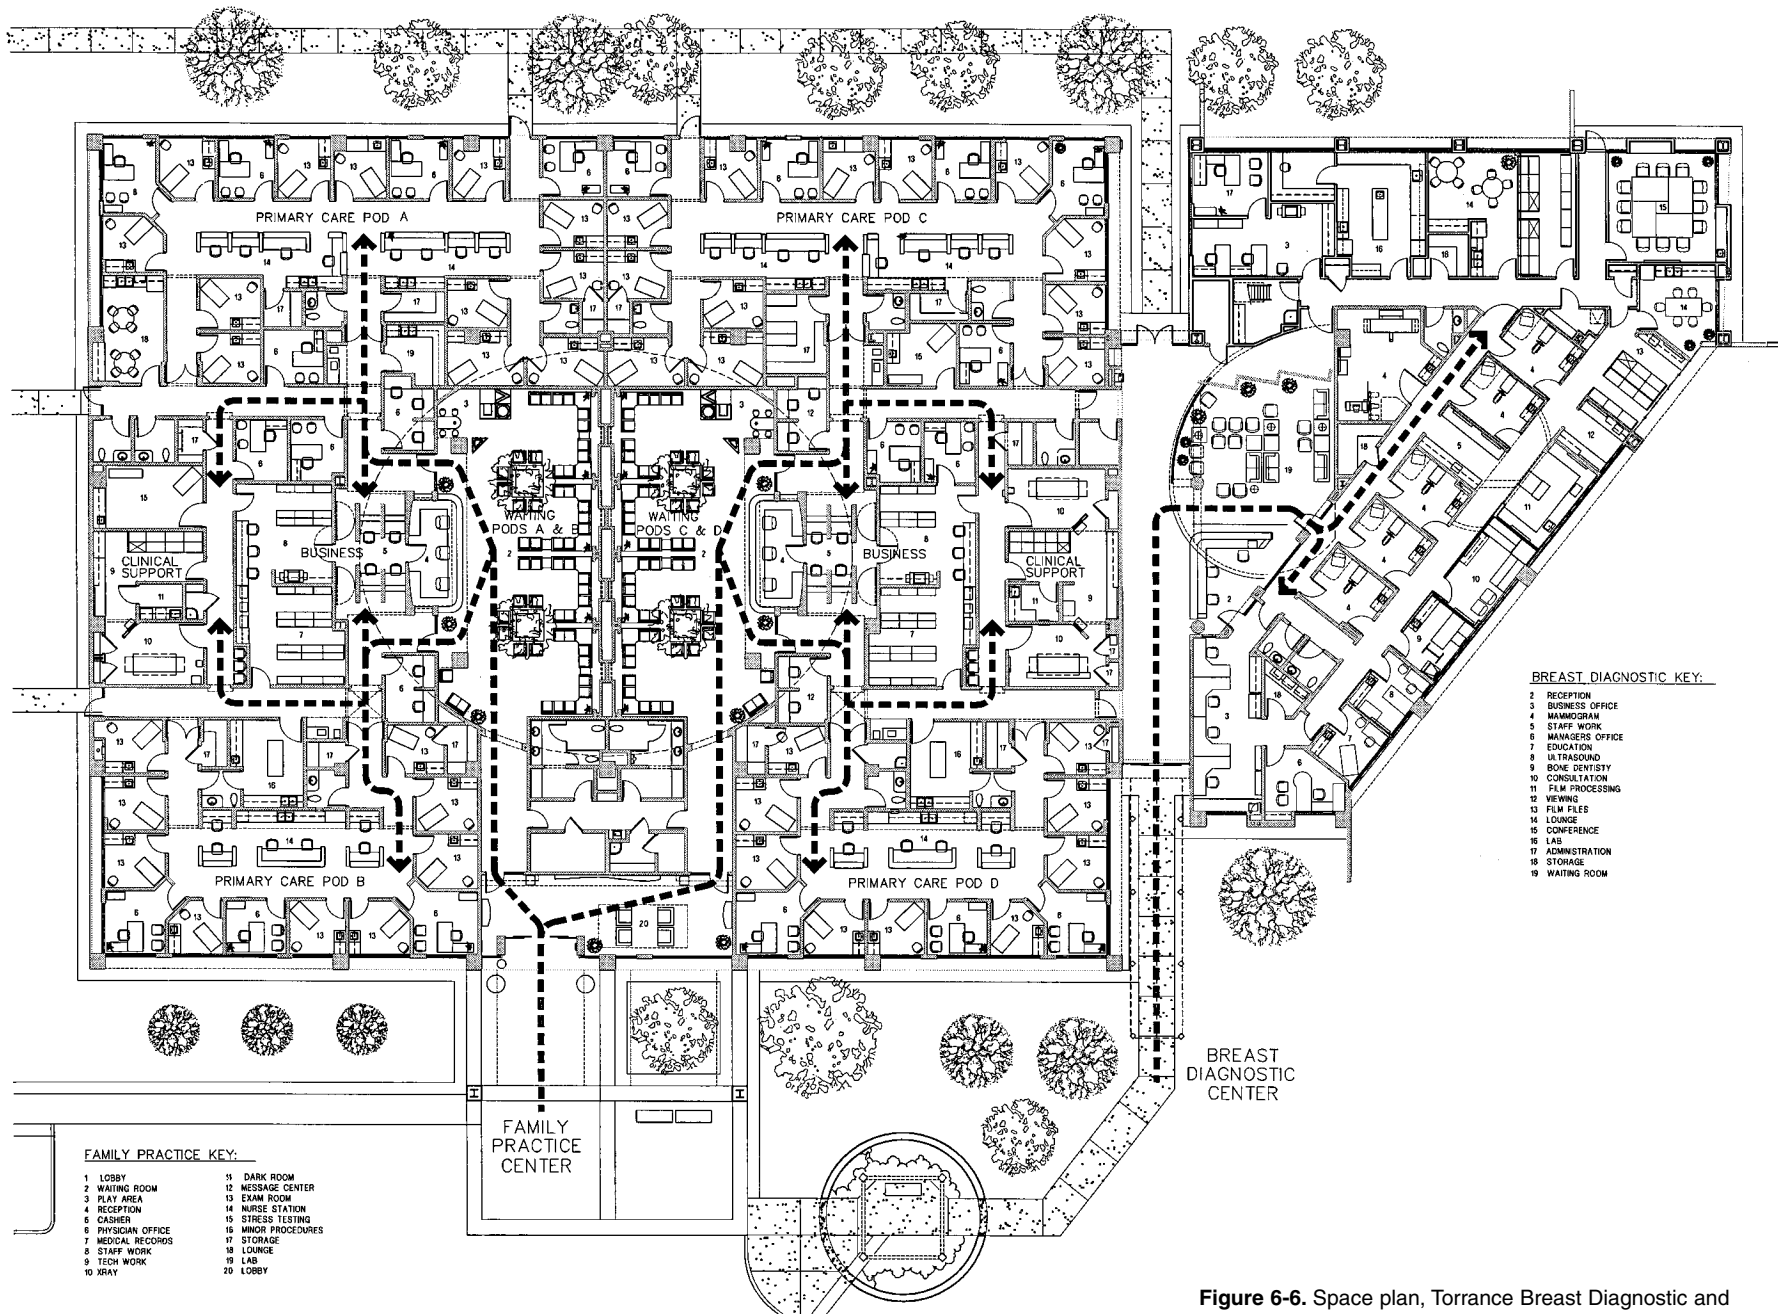 PRIMARY CARE POD A
PRIMARY CARE POD C
WAITING
PODS A & B
WAITING
PODS C & D
BUSINESS
BUSINESS
CLINICAL
SUPPORT
CLINICAL
SUPPORT
PRIMARY CARE POD B
PRIMARY CARE POD D
FAMILY
PRACTICE
CENTER
BREAST
DIAGNOSTIC
CENTER
BREAST DIAGNOSTIC KEY:
2 RECEPTION
3 BUSINESS OFFICE
4 MAMMOGRAM
5 STAFF WORK
6 MANAGERS OFFICE
7 EDUCATION
8 ULTRASOUND
9 BONE DENTISTY
10 CONSULTATION
11 FILM PROCESSING
12 VIEWING
13 FILM FILES
14 LOUNGE
15 CONFERENCE
16 LAB
17 ADMINISTRATION
18 STORAGE
19 WAITING ROOM
FAMILY PRACTICE KEY:
1 LOBBY
2 WAITING ROOM
3 PLAY AREA
4 RECEPTION
5 CASHIER
6 PHYSICIAN OFFICE
7 MEDICAL RECORDS
8 STAFF WORK
9 TECH WORK
10 XRAY
11 DARK ROOM
12 MESSAGE CENTER
13 EXAM ROOM
14 NURSE STATION
15 STRESS TESTING
16 MINOR PROCEDURES
17 STORAGE
18 LOUNGE
19 LAB
20 LOBBY
Figure 6-6. Space plan, Torrance Breast Diagnostic and